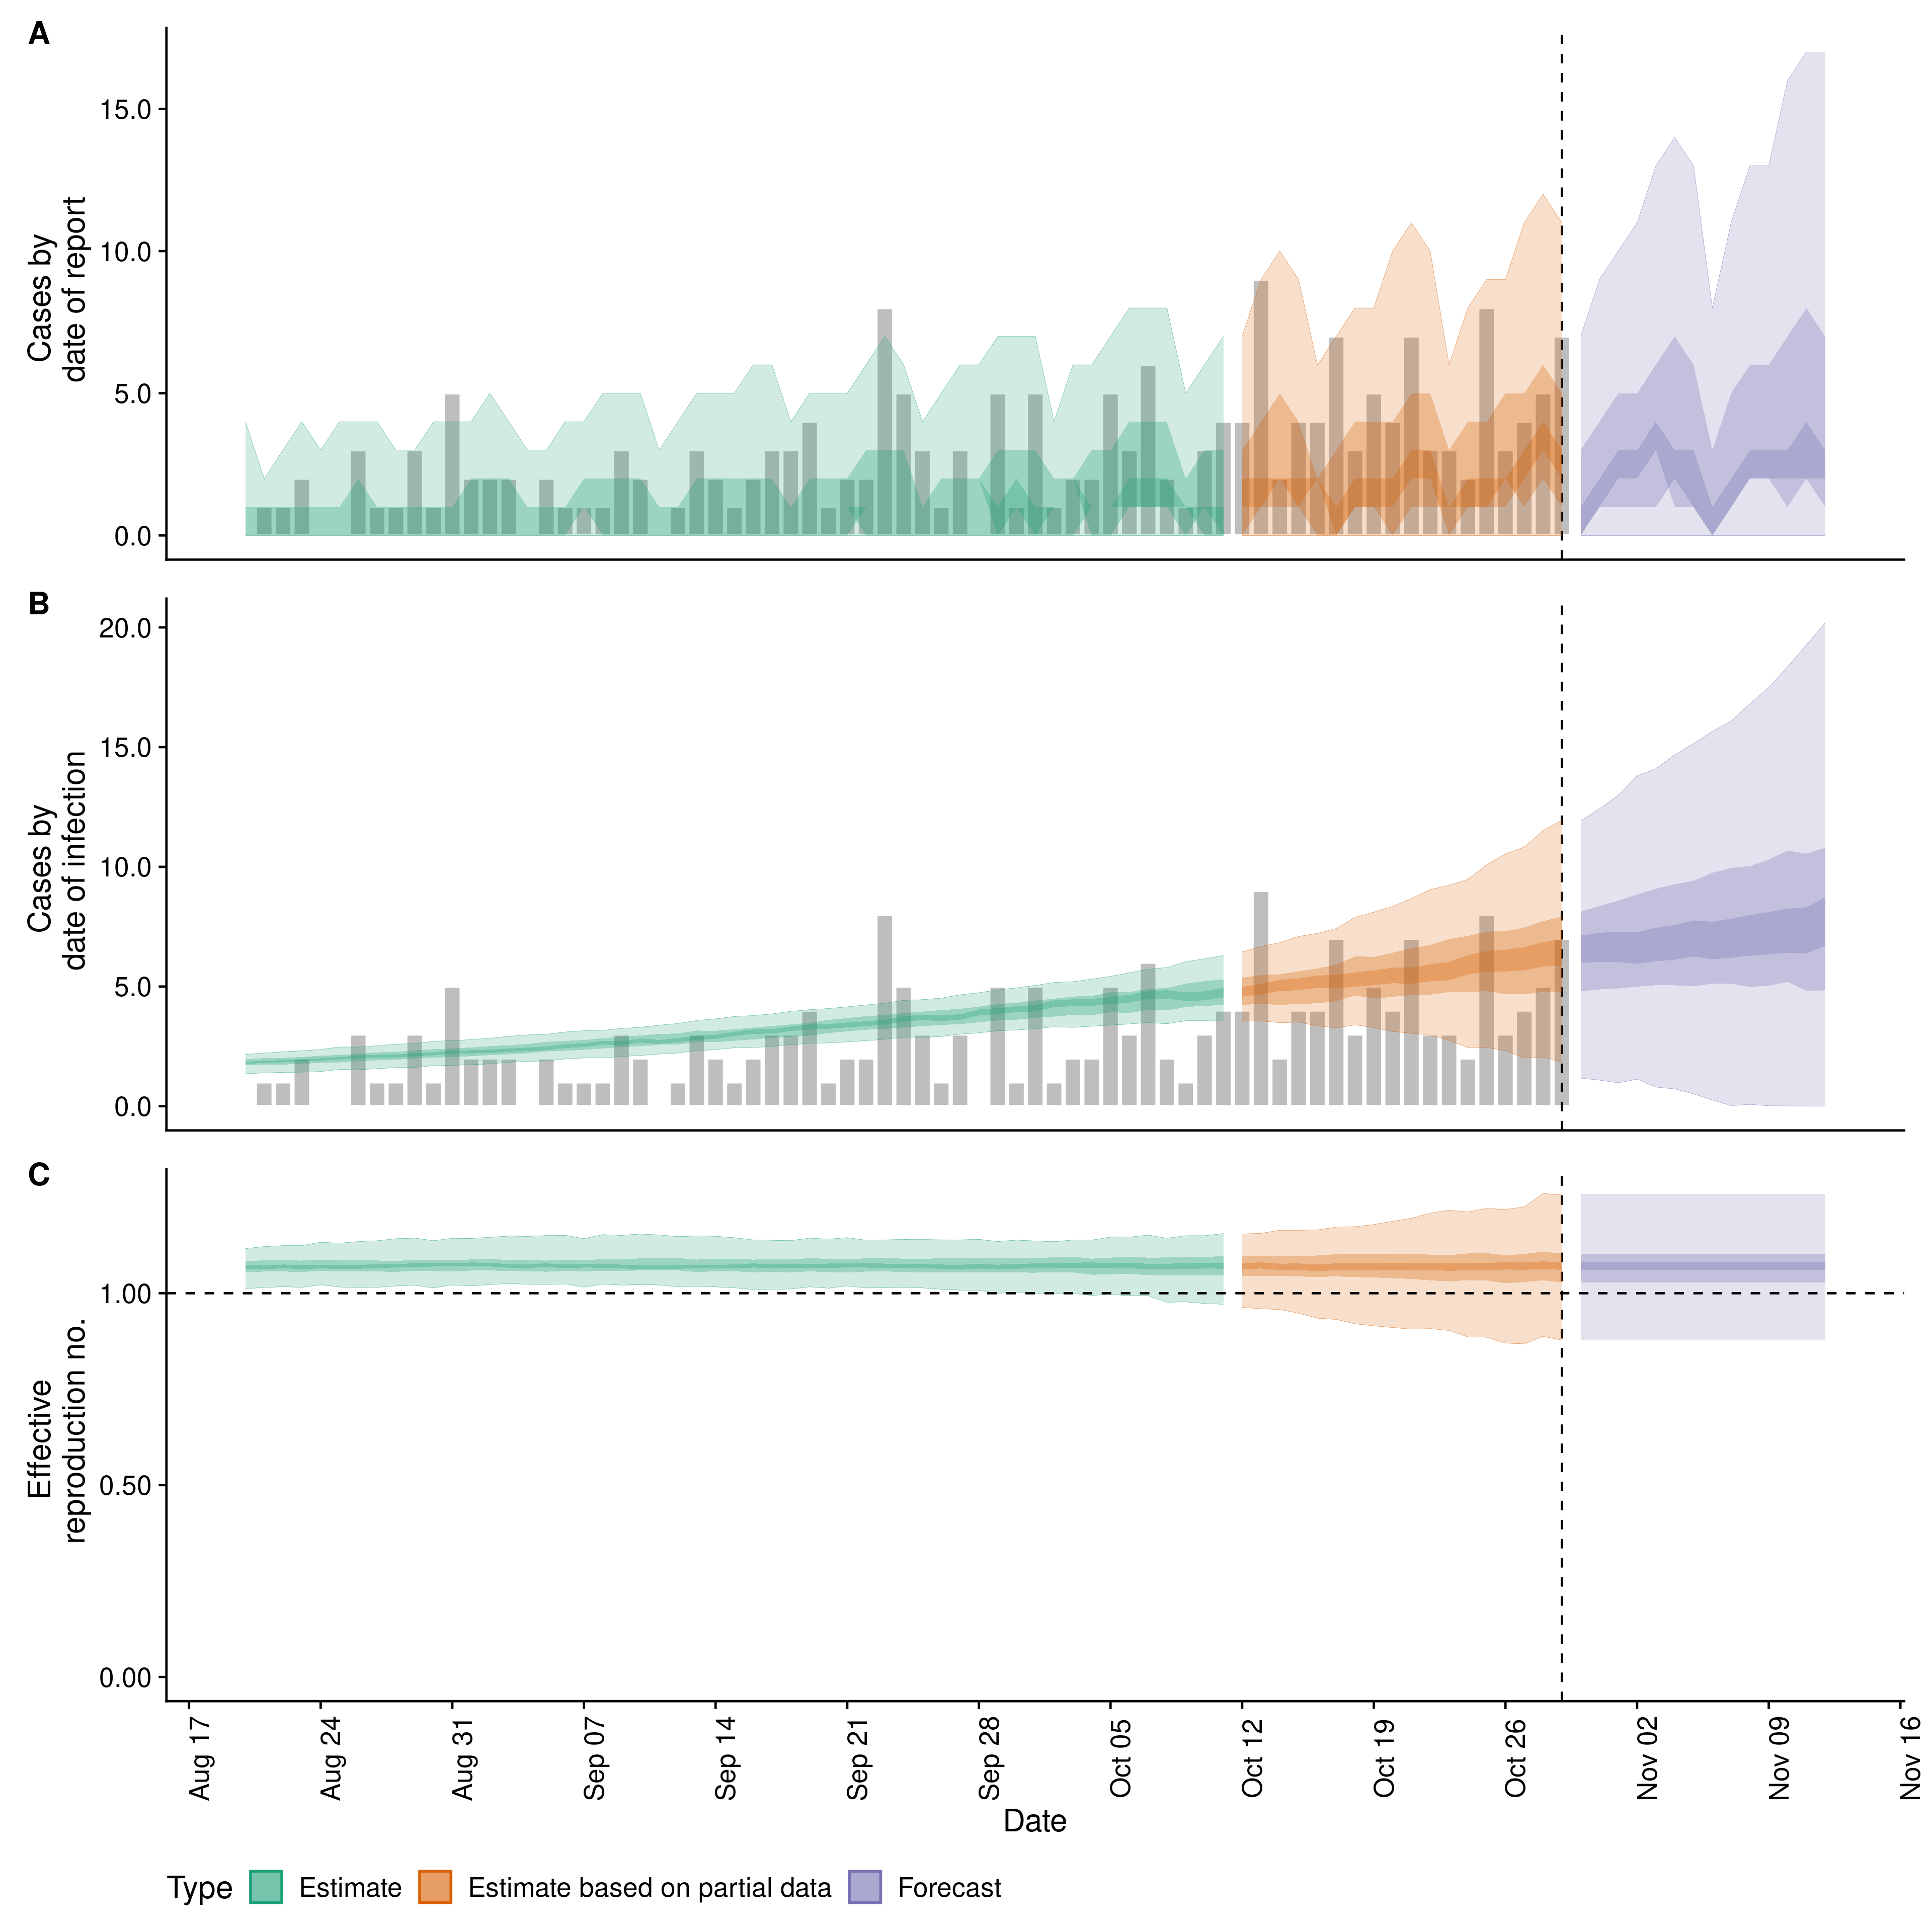 A
15.0
10.0
5.0
0.0
Cases by
date of report
B
20.0
15.0
10.0
5.0
0.0
Cases by
date of infection
C
1.00
0.50
0.00
Effective
reproduction no.
Aug 17
Aug 24
Aug 31
Sep 07
Sep 14
Sep 21
Sep 28
Oct 05
Oct 12
Oct 19
Oct 26
Nov 02
Nov 09
Nov 16
Date
Type Estimate Estimate based on partial data Forecast